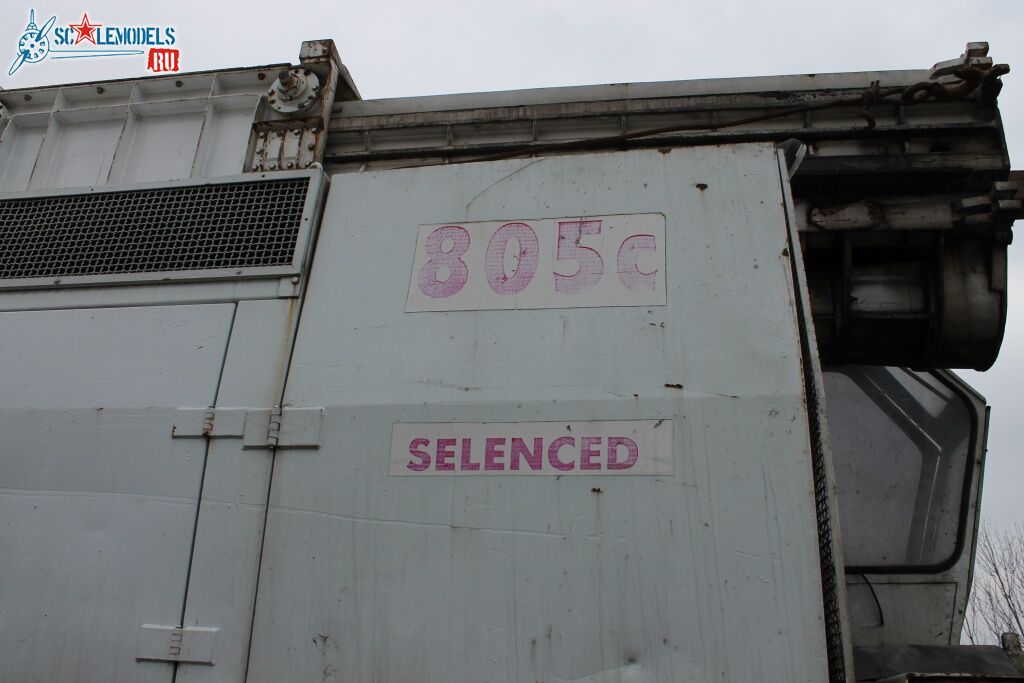 SCALEMODELS
RU
805c
SELENCED